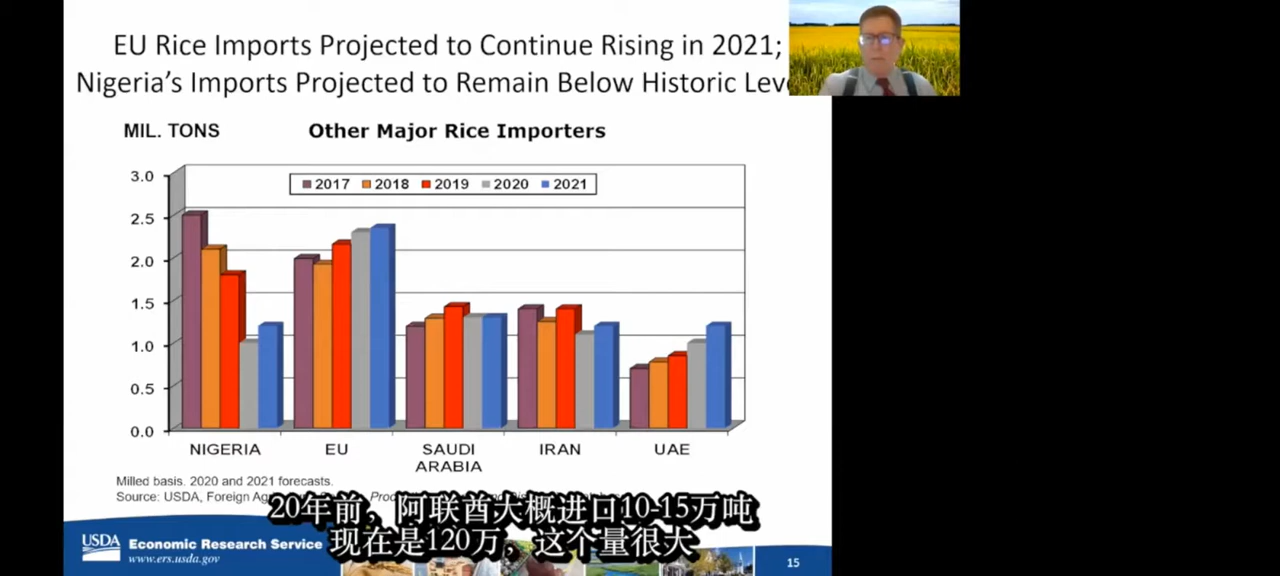 EU Rice Imports Projected to Continue Rising in 2021;
Nigeria's Imports Projected to Remain Below Historic
MIL. TONS
Other Major Rice Importers
2017 2018 2019 2020 2021
3.0
2.5
2.0
1.5
1.0
0.5
0.0
NIGERIA EU SAUDI ARABIA IRAN UAE
Milled basis. 2020 and 2021 forecasts.
Source: USDA, Foreign
20年前，阿联酋大概进口10-15万吨
现在是120万，这个量很大
USDA Economic Research Service
www.ers.usda.gov
15